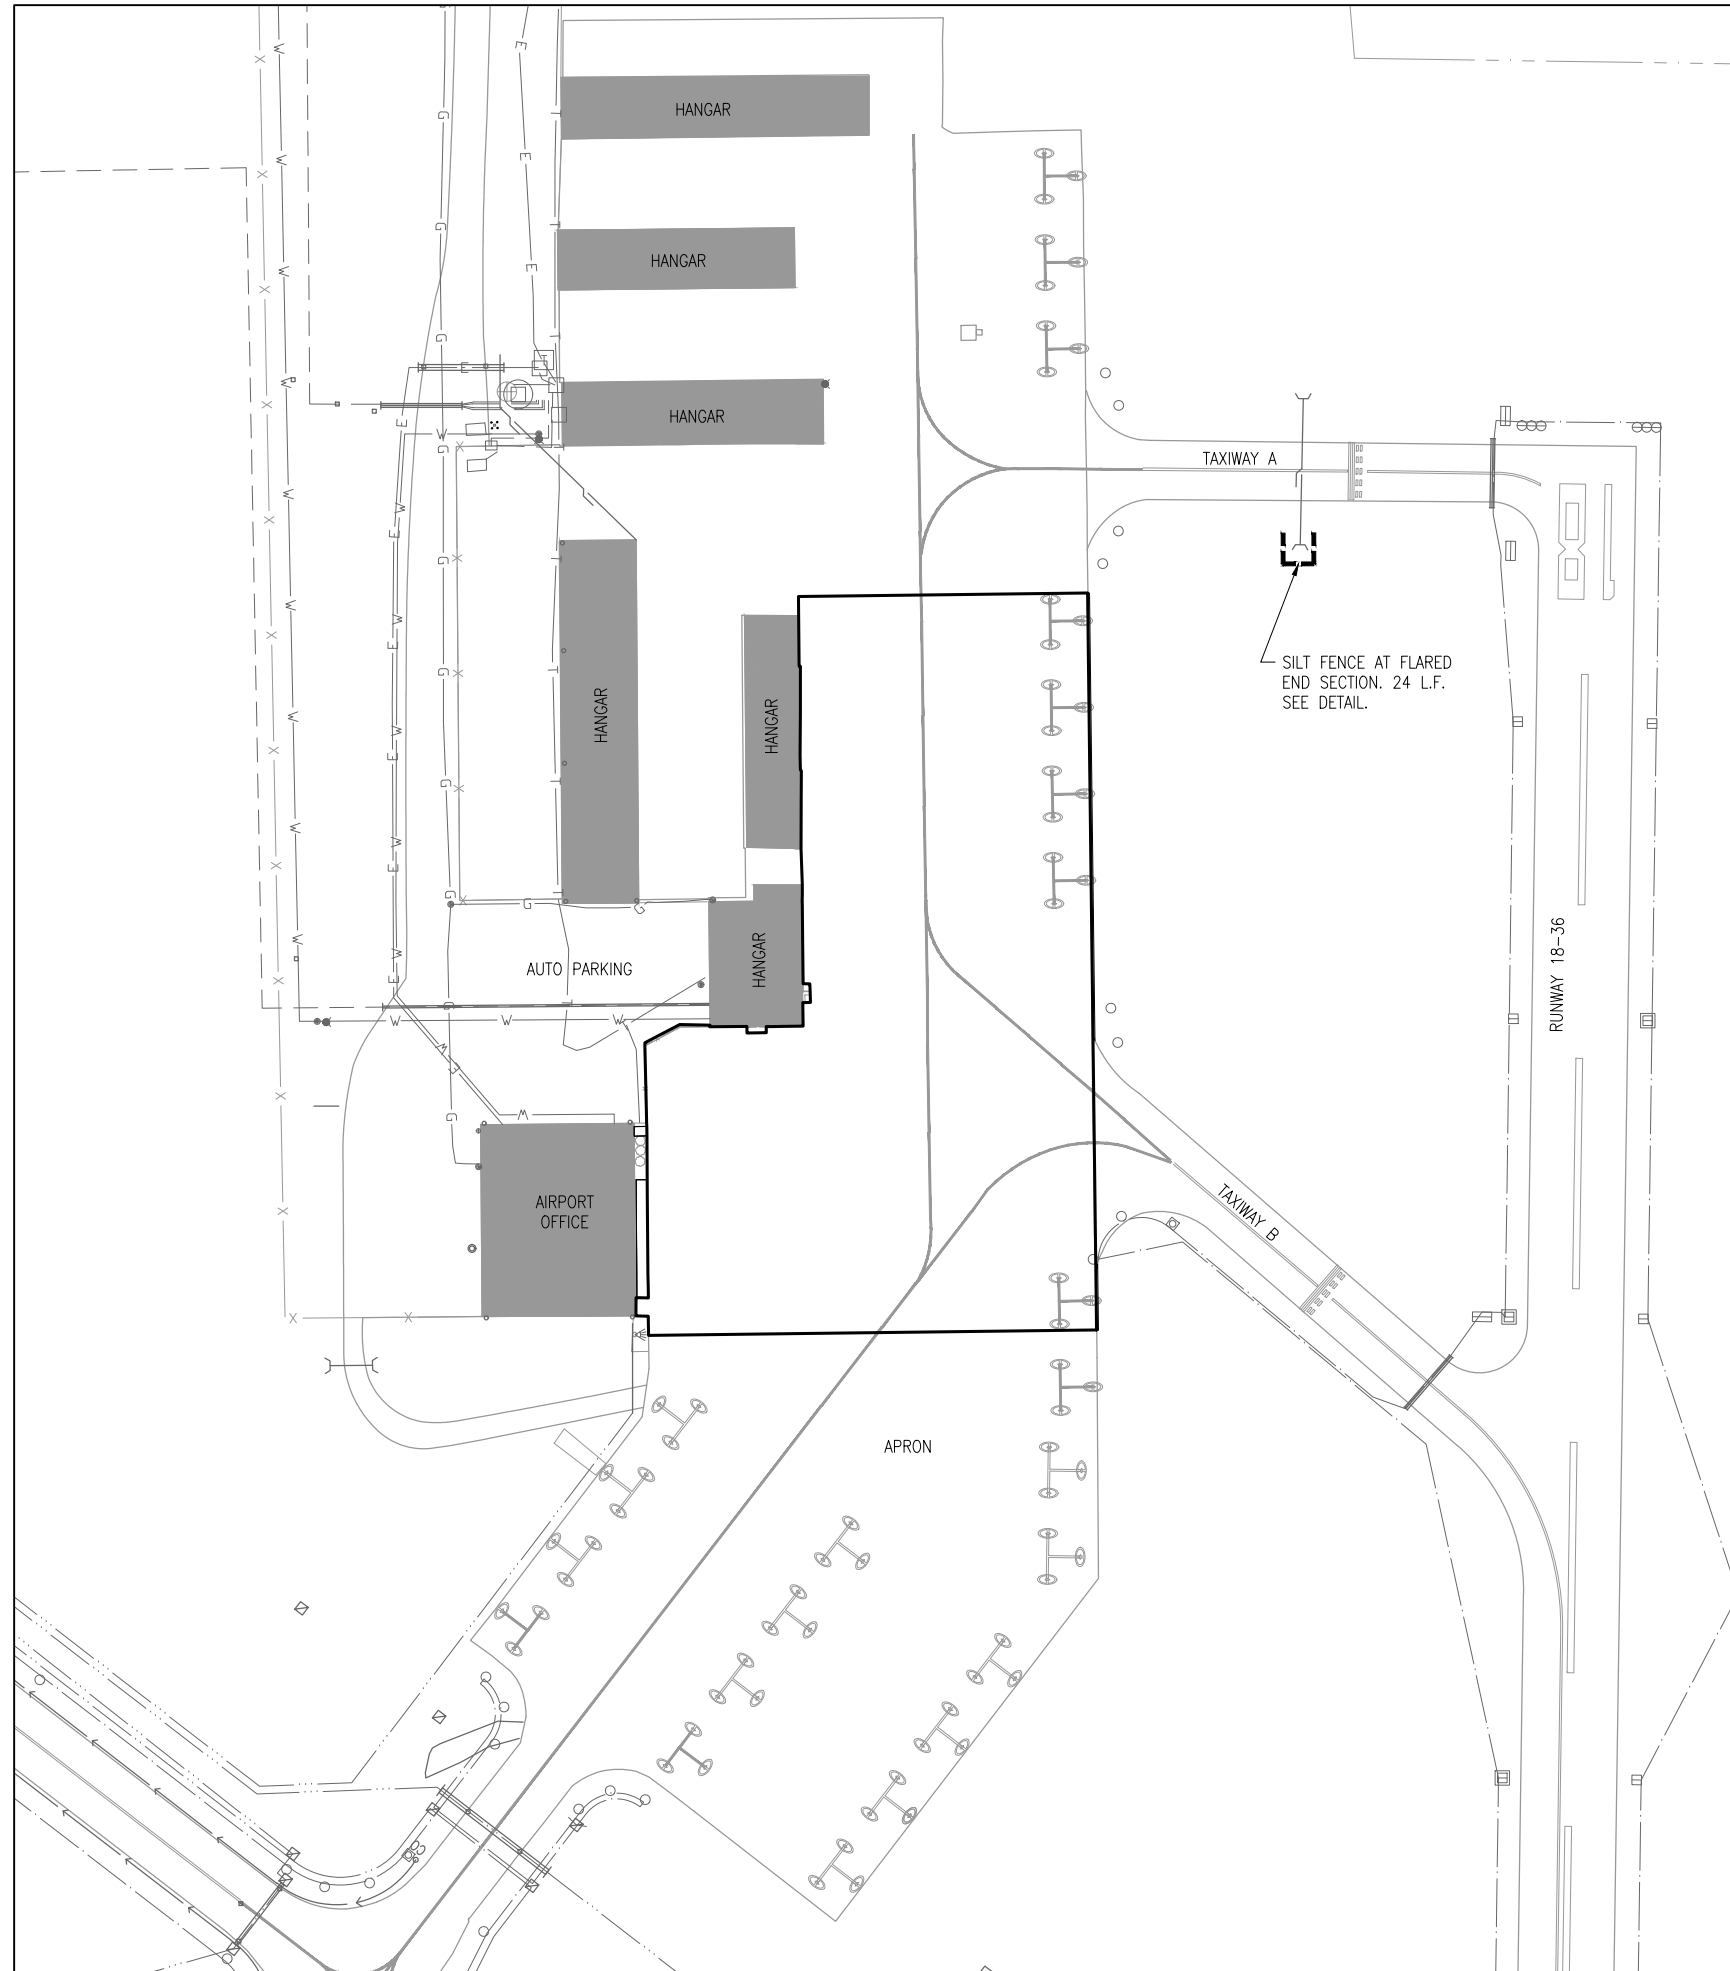 HANGAR
HANGAR
HANGAR
TAXIWAY A
SILT FENCE AT FLARED
END SECTION. 24 L.F.
SEE DETAIL.
HANGAR
HANGAR
HANGAR
AUTO PARKING
RUNWAY 18-36
AIRPORT
OFFICE
TAXIWAY B
APRON